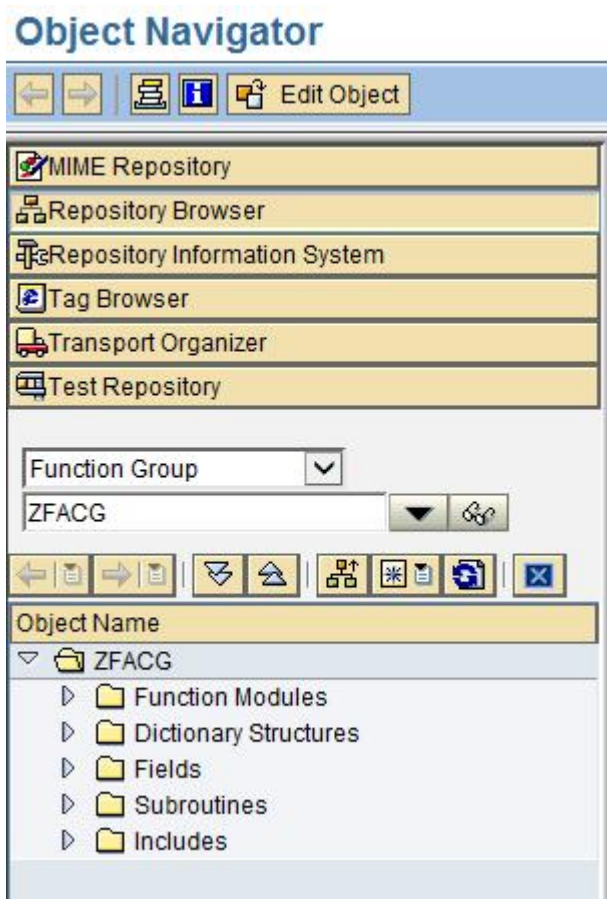 Object Navigator
Edit Object
MIME Repository
Repository Browser
Repository Information System
Tag Browser
Transport Organizer
Test Repository
Function Group
ZFACG
Object Name
ZFACG
Function Modules
Dictionary Structures
Fields
Subroutines
Includes